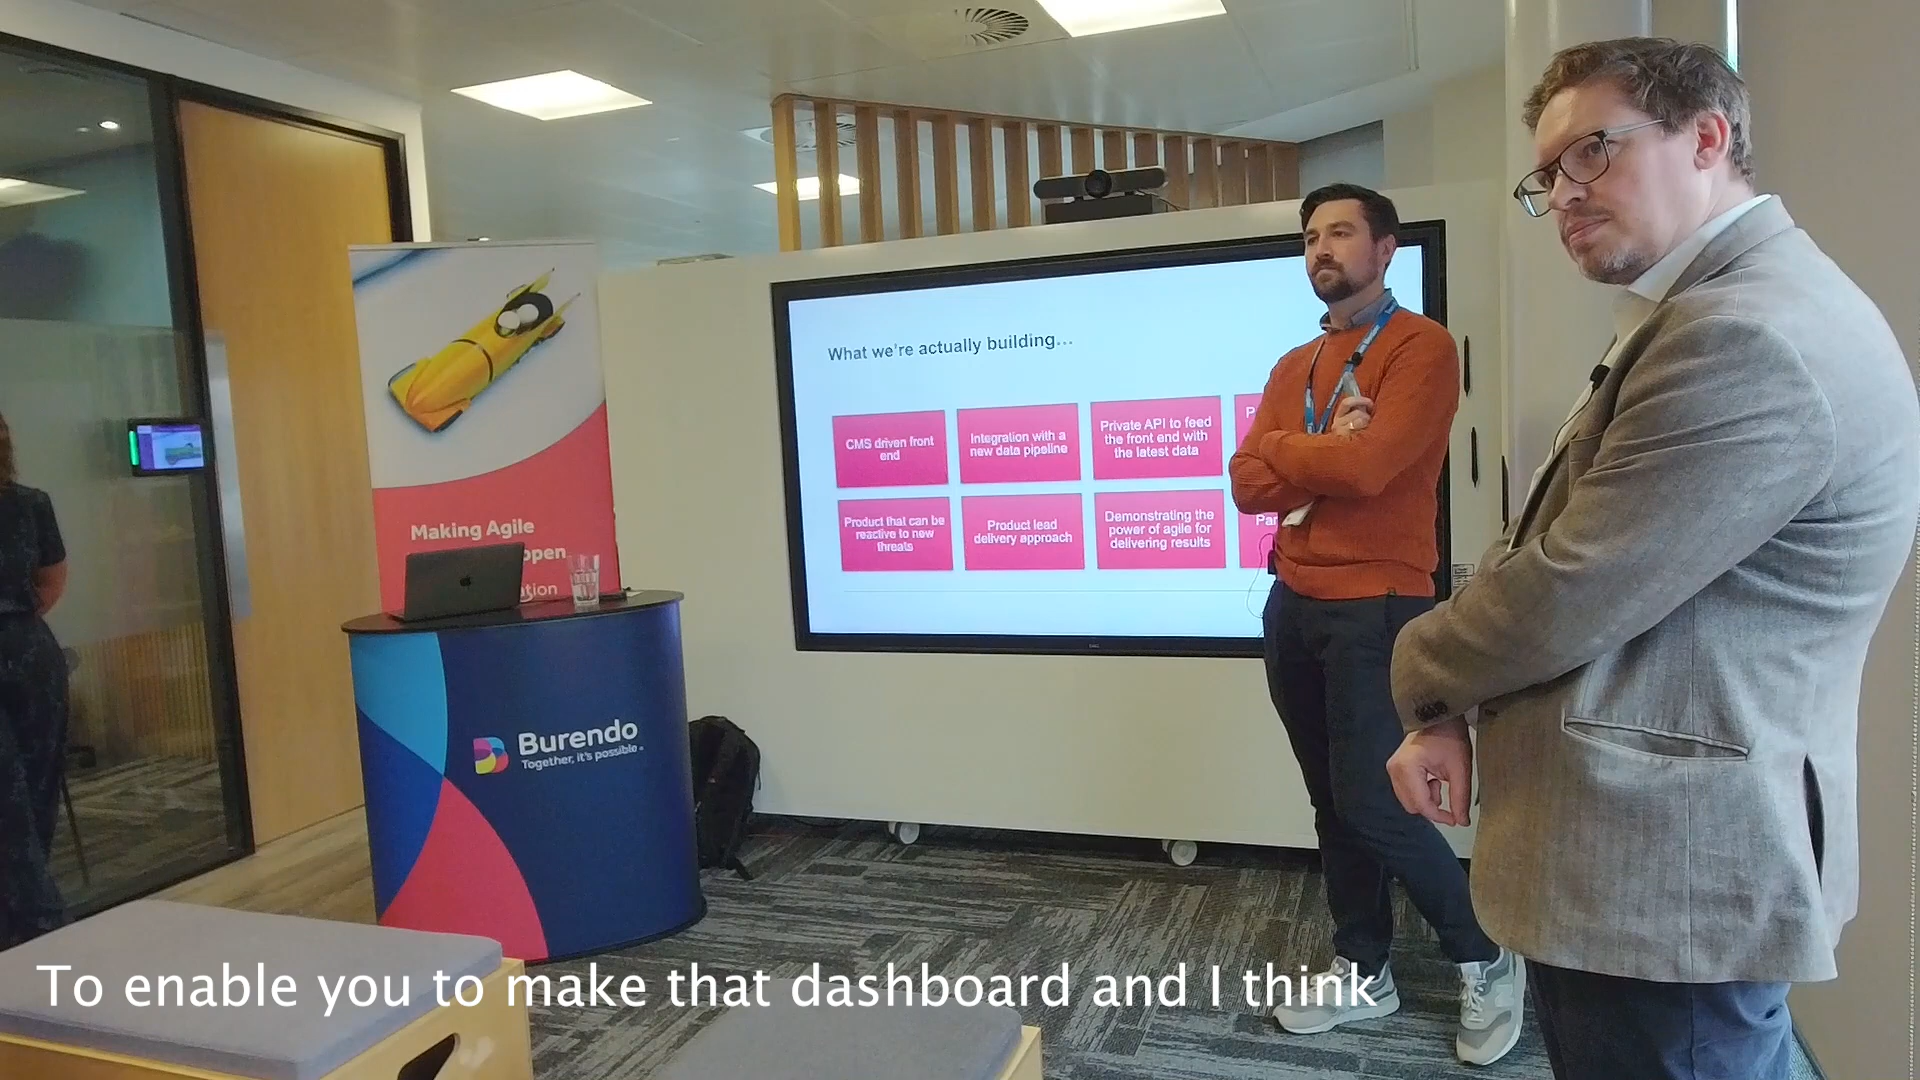 What we're actually building...
CMS driven front
end
Integration with a
new data pipeline
Private API to feed
the front end with
the latest data
P
Product that can be
reactive to new
threats
Product lead
delivery approach
Demonstrating the
power of agile for
delivering results
Par
Making Agile
open
ation
Burendo
Together, it's possible.
To enable you to make that dashboard and I think